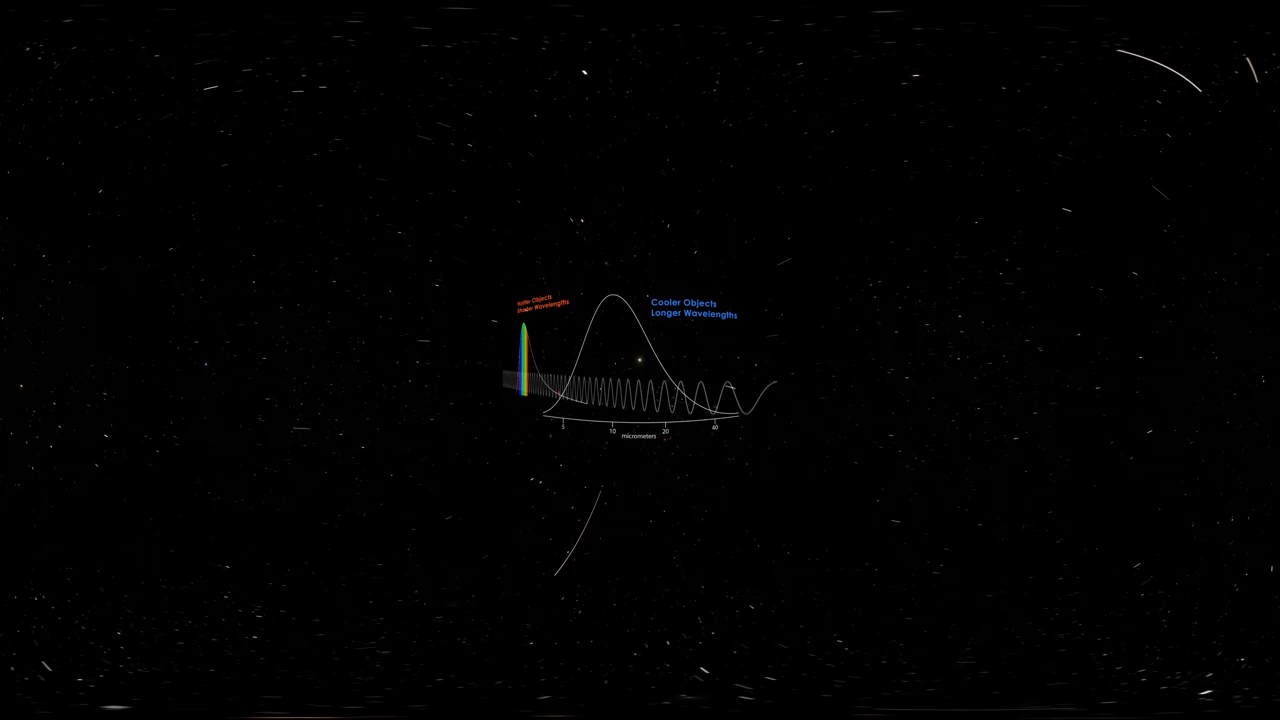 Hotter Objects
Shorter Wavelengths
Cooler Objects
Longer Wavelengths
5
10
20
40
micrometers